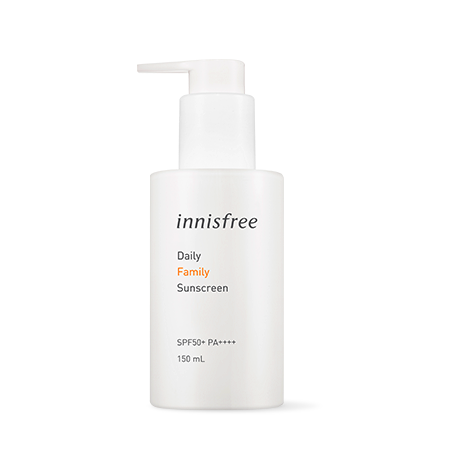 innisfree
Daily
Family
Sunscreen
SPF50+ PA++++
150 mL